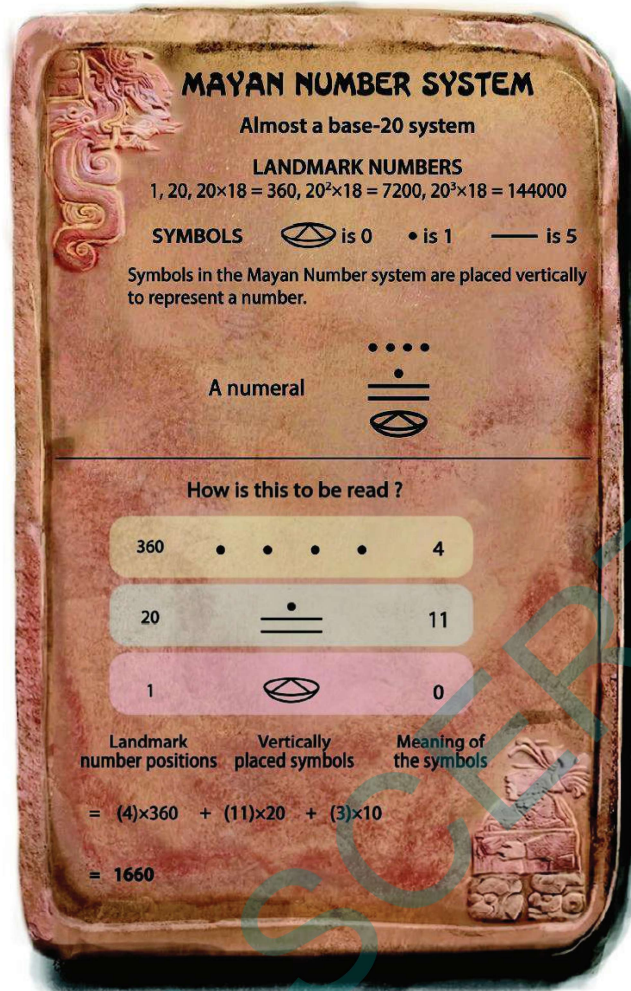 MAYAN NUMBER SYSTEM
Almost a base-20 system
LANDMARK NUMBERS
1, 20, 20×18 = 360, 20²×18 = 7200, 20³×18 = 144000
SYMBOLS is 0 • is 1 — is 5
Symbols in the Mayan Number system are placed vertically
to represent a number.
A numeral
How is this to be read ?
360 • • • • 4
20 11
1 0
Landmark Vertically Meaning of
number positions placed symbols the symbols
= (4)×360 + (11)×20 + (3)×10
= 1660
SCER